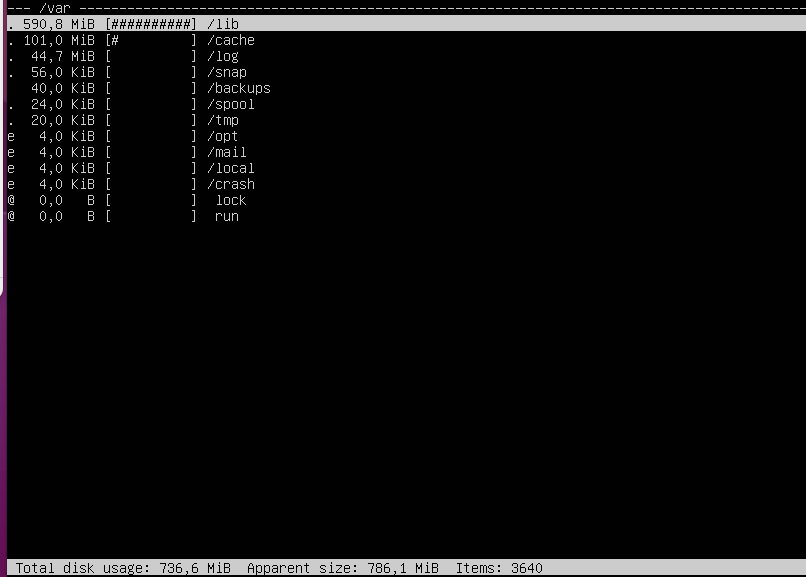 --- /var ----------------------------------------------------------------------------------------
. 590,8 MiB [##########] /lib
. 101,0 MiB [#         ] /cache
.  44,7 MiB [          ] /log
.  56,0 KiB [          ] /snap
   40,0 KiB [          ] /backups
.  24,0 KiB [          ] /spool
.  20,0 KiB [          ] /tmp
e   4,0 KiB [          ] /opt
e   4,0 KiB [          ] /mail
e   4,0 KiB [          ] /local
e   4,0 KiB [          ] /crash
@   0,0   B [          ]  lock
@   0,0   B [          ]  run
Total disk usage: 736,6 MiB  Apparent size: 786,1 MiB  Items: 3640